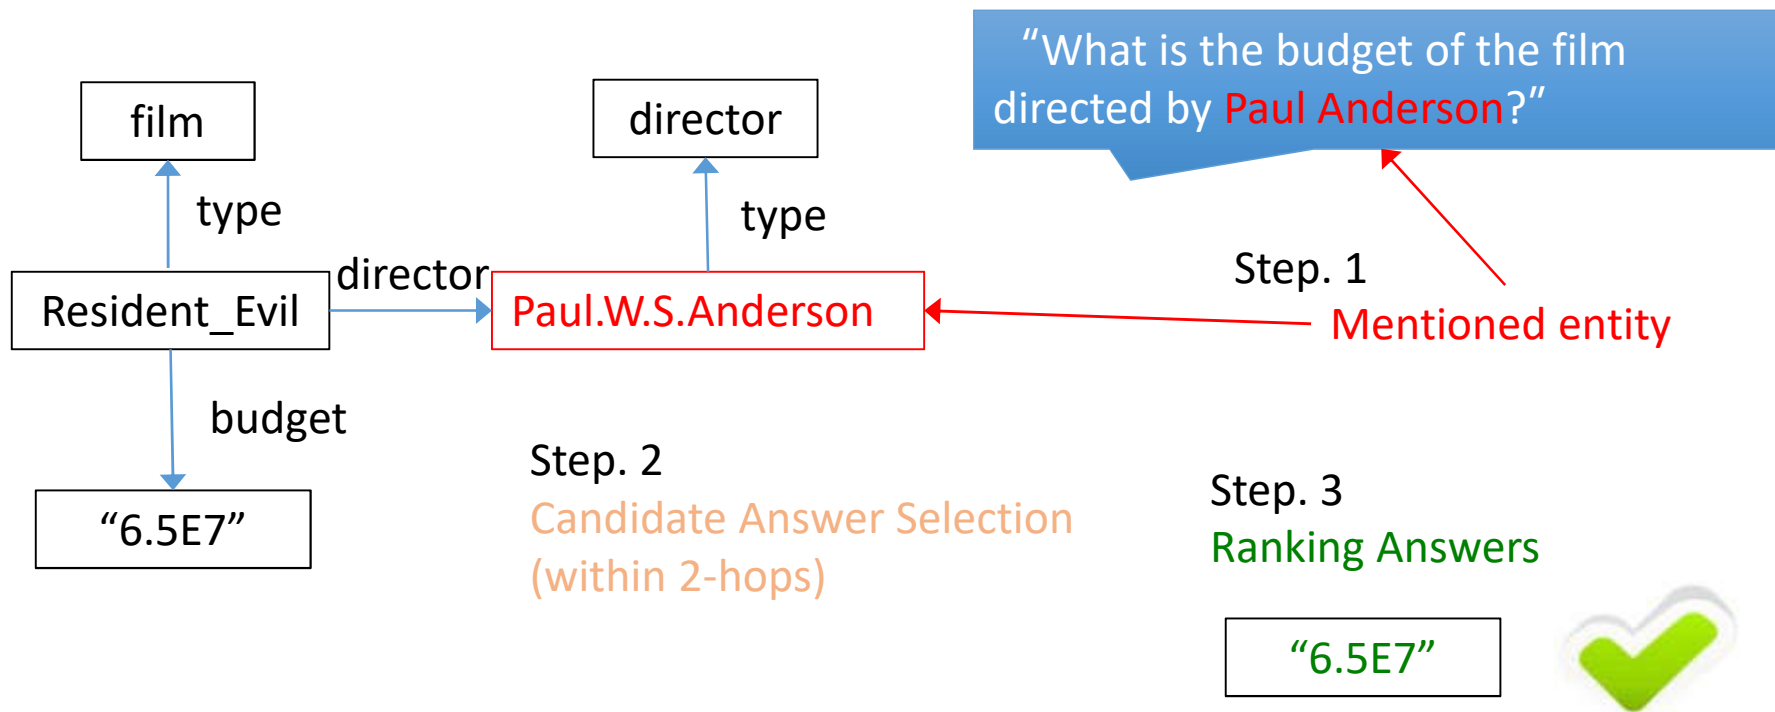 “What is the budget of the film
directed by Paul Anderson?”
film
director
type
type
director
Resident_Evil
Paul.W.S.Anderson
Step. 1
Mentioned entity
budget
“6.5E7”
Step. 2
Candidate Answer Selection
(within 2-hops)
Step. 3
Ranking Answers
“6.5E7”